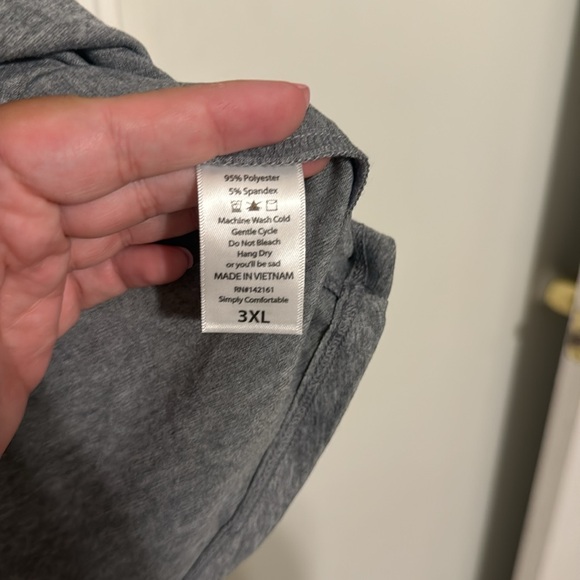 95% Polyester
5% Spandex
Machine Wash Cold
Gentle Cycle
Do Not Bleach
Hang Dry
or you'll be sad
MADE IN VIETNAM
RN#142161
Simply Comfortable
3XL